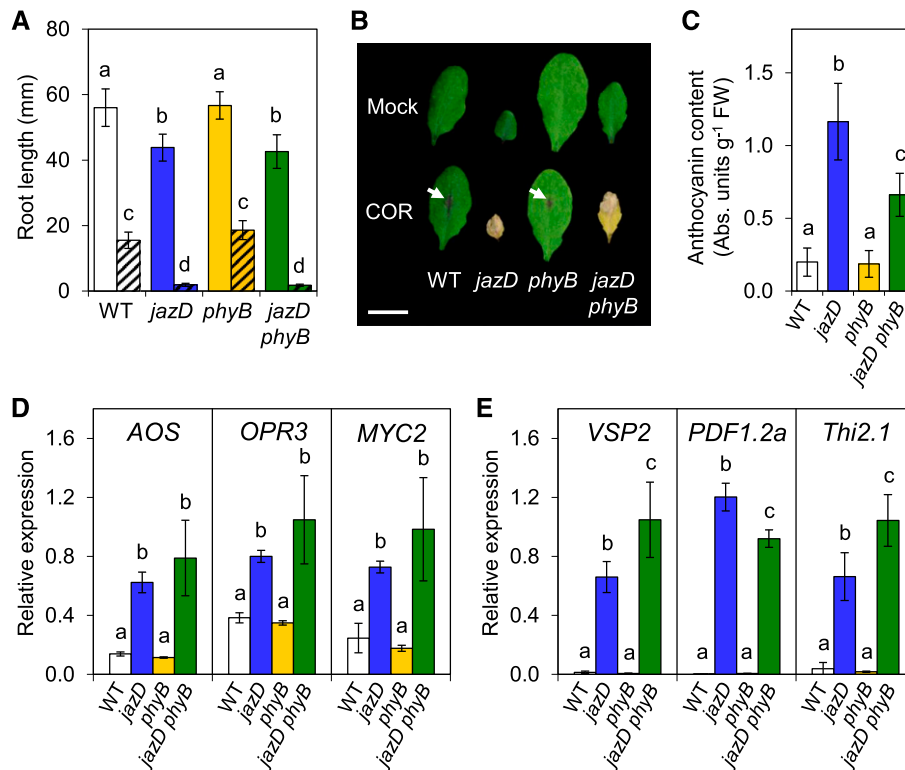 A
Root length (mm)
80
60
40
20
0
a
b
a
b
c
d
c
d
WT
jazD
phyB
jazD
phyB
B
Mock
COR
WT
jazD
phyB
jazD
phyB
C
Anthocyanin content
(Abs. units g-1 FW)
1.5
1.0
0.5
0.0
a
b
a
c
WT
jazD
phyB
jazD phyB
D
Relative expression
1.6
1.2
0.8
0.4
0.0
AOS
OPR3
MYC2
a
b
a
b
a
b
a
b
a
b
a
b
WT
jazD
phyB
jazD phyB
WT
jazD
phyB
jazD phyB
WT
jazD
phyB
jazD phyB
E
Relative expression
1.6
1.2
0.8
0.4
0.0
VSP2
PDF1.2a
Thi2.1
a
b
a
c
a
b
a
c
a
b
a
c
WT
jazD
phyB
jazD phyB
WT
jazD
phyB
jazD phyB
WT
jazD
phyB
jazD phyB